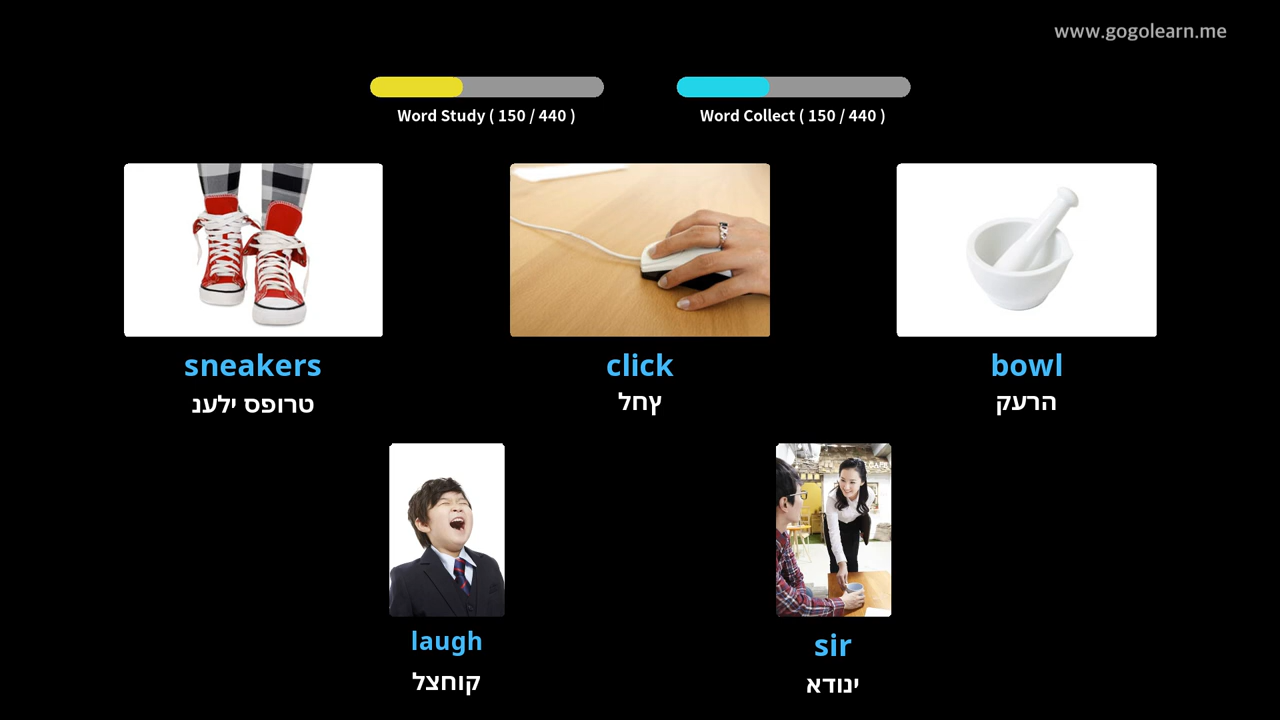 www.gogolearn.me
Word Study ( 150 / 440 )
Word Collect ( 150 / 440 )
sneakers
טרופס ילענ
click
ץחל
bowl
הרעק
laugh
קוחצל
sir
ינודא